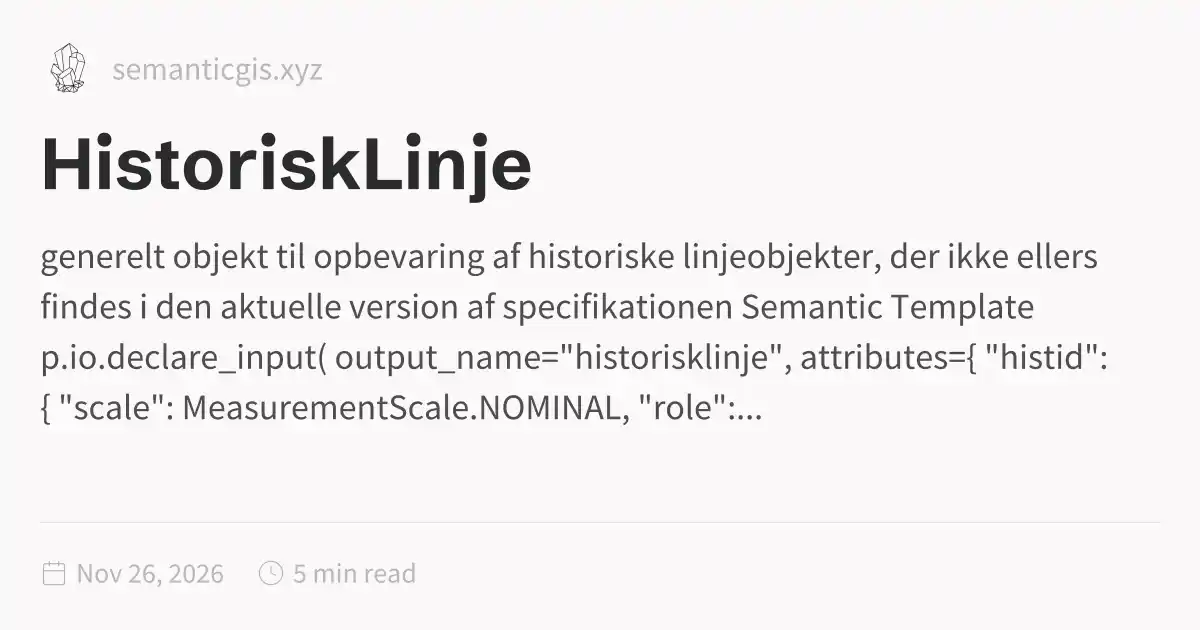 semanticgis.xyz
HistoriskLinje
generelt objekt til opbevaring af historiske linjeobjekter, der ikke ellers
findes i den aktuelle version af specifikationen Semantic Template
p.io.declare_input( output_name="historisklinje", attributes={ "histid":
{ "scale": MeasurementScale.NOMINAL, "role":...
Nov 26, 2026 5 min read